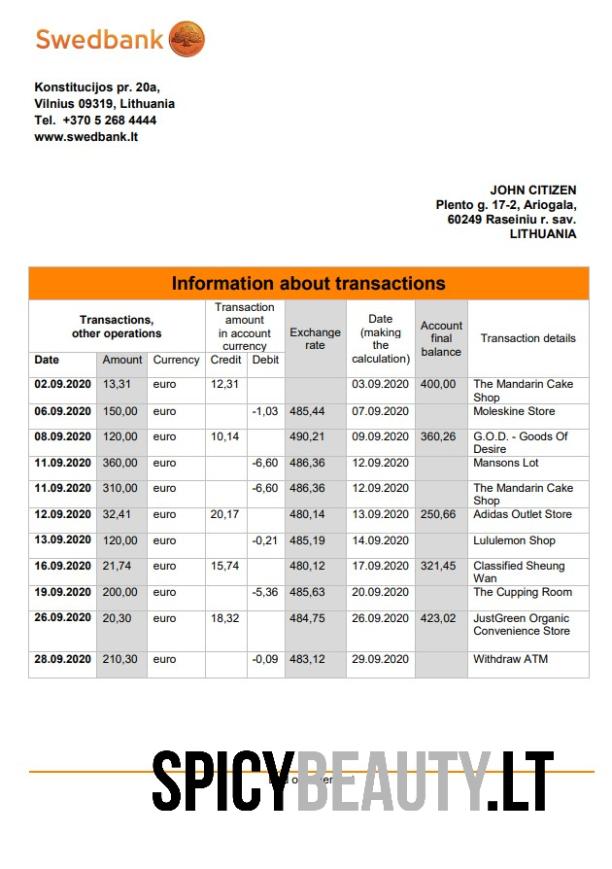 Swedbank
Konstitucijos pr. 20a,
Vilnius 09319, Lithuania
Tel. +370 5 268 4444
www.swedbank.lt
JOHN CITIZEN
Plento g. 17-2, Ariogala,
60249 Raseiniu r. sav.
LITHUANIA
Information about transactions
Transactions, other operations Transaction amount in account currency Exchange rate Date (making the calculation) Account final balance Transaction details
Date Amount Currency Credit Debit
02.09.2020 13,31 euro 12,31 03.09.2020 400,00 The Mandarin Cake Shop
06.09.2020 150,00 euro -1,03 485,44 07.09.2020 Moleskine Store
08.09.2020 120,00 euro 10,14 490,21 09.09.2020 360,26 G.O.D. - Goods Of Desire
11.09.2020 360,00 euro -6,60 486,36 12.09.2020 Mansons Lot
11.09.2020 310,00 euro -6,60 486,36 12.09.2020 The Mandarin Cake Shop
12.09.2020 32,41 euro 20,17 480,14 13.09.2020 250,66 Adidas Outlet Store
13.09.2020 120,00 euro -0,21 485,19 14.09.2020 Lululemon Shop
16.09.2020 21,74 euro 15,74 480,12 17.09.2020 321,45 Classified Sheung Wan
19.09.2020 200,00 euro -5,36 485,63 20.09.2020 The Cupping Room
26.09.2020 20,30 euro 18,32 484,75 26.09.2020 423,02 JustGreen Organic Convenience Store
28.09.2020 210,30 euro -0,09 483,12 29.09.2020 Withdraw ATM
SPICYBEAUTY.LT